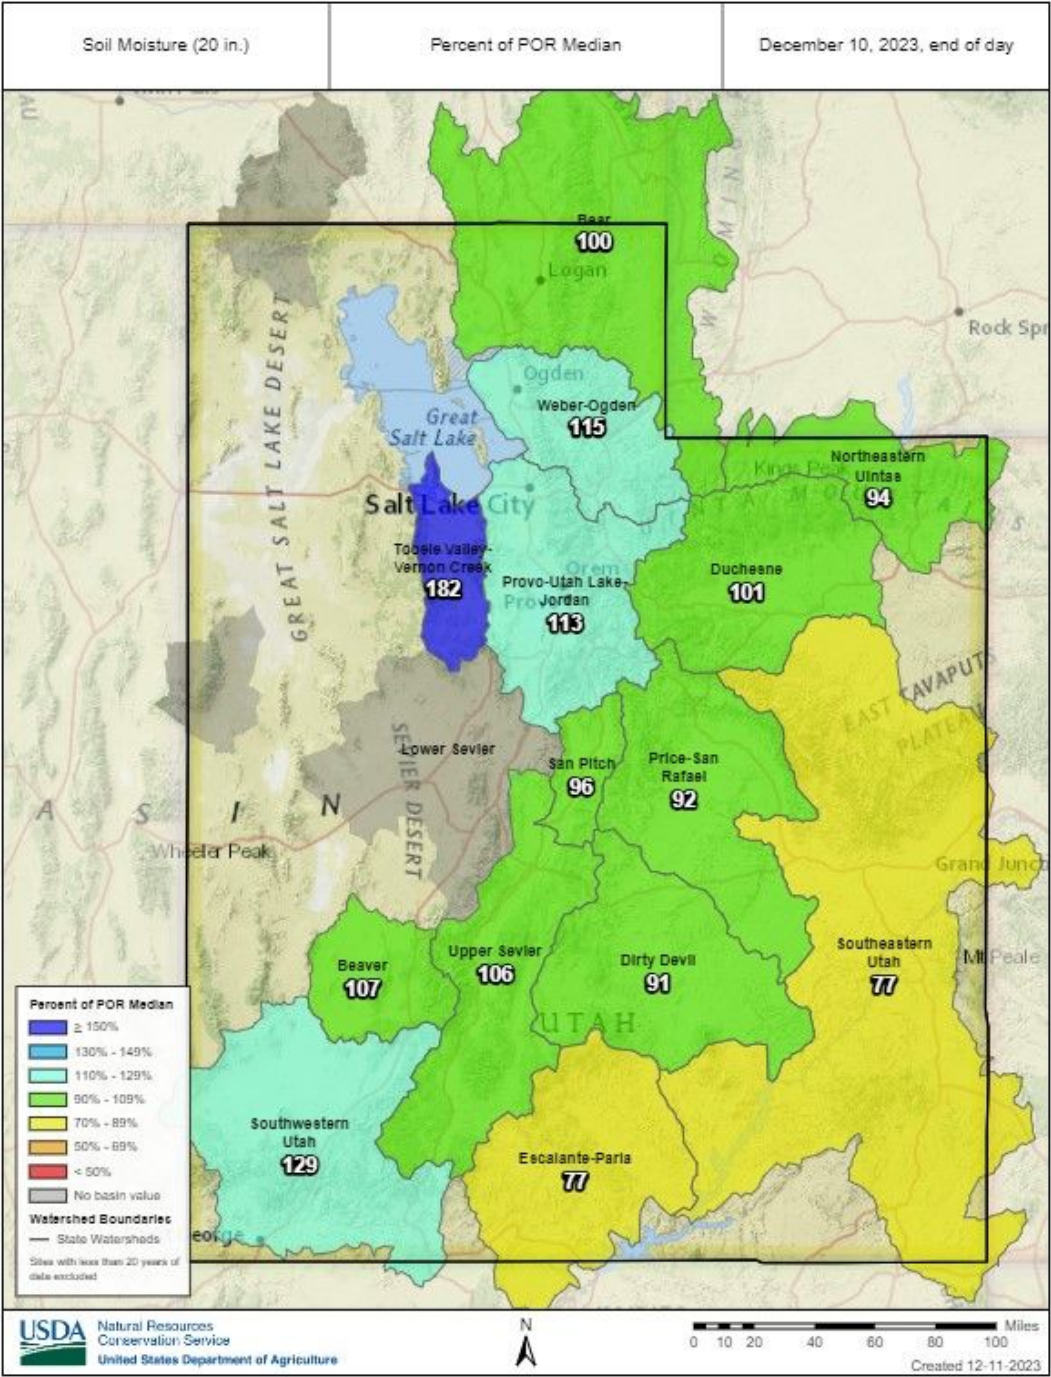 Soil Moisture (20 in.)
Percent of POR Median
December 10, 2023, end of day
Bear
100
Logan
Rock Spr
GREAT SALT LAKE DESERT
Ogden
Weber-Ogden
115
Great
Salt Lake
Kings Peak
Northeastern
Uintas
94
Salt Lake City
Tooele Valley-
Vernon Creek
182
Orem
Provo-Utah Lake-
Jordan
113
Duchesne
101
EAST TAVAPUTS
PLATEAU
Lower Sevier
SEVIER DESERT
San Pitch
96
Price-San
Rafael
92
A S I N
Wheeler Peak
Grand Junc
Beaver
107
Upper Sevier
106
Dirty Devil
91
Southeastern
Utah
77
Mt Peale
UTAH
Southwestern
Utah
129
Escalante-Paria
77
eorge
Percent of POR Median
≥ 150%
130% - 149%
110% - 129%
90% - 109%
70% - 89%
50% - 69%
< 50%
No basin value
Watershed Boundaries
State Watersheds
Sites with less than 20 years of
data excluded
USDA
Natural Resources
Conservation Service
United States Department of Agriculture
N
Miles
0 10 20 40 60 80 100
Created 12-11-2023